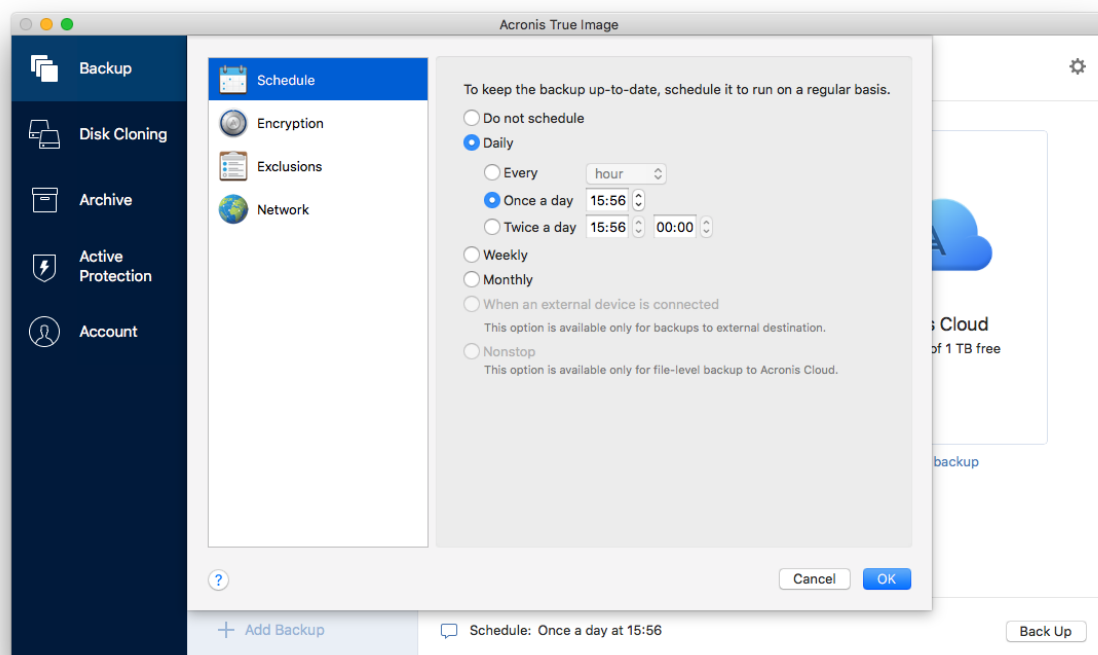 Acronis True Image
Backup
Disk Cloning
Archive
Active
Protection
Account
Schedule
Encryption
Exclusions
Network
To keep the backup up-to-date, schedule it to run on a regular basis.
Do not schedule
Daily
Every hour
Once a day 15:56
Twice a day 15:56 00:00
Weekly
Monthly
When an external device is connected
This option is available only for backups to external destination.
Nonstop
This option is available only for file-level backup to Acronis Cloud.
?
Cancel
OK
Cloud
of 1 TB free
backup
Add Backup
Schedule: Once a day at 15:56
Back Up